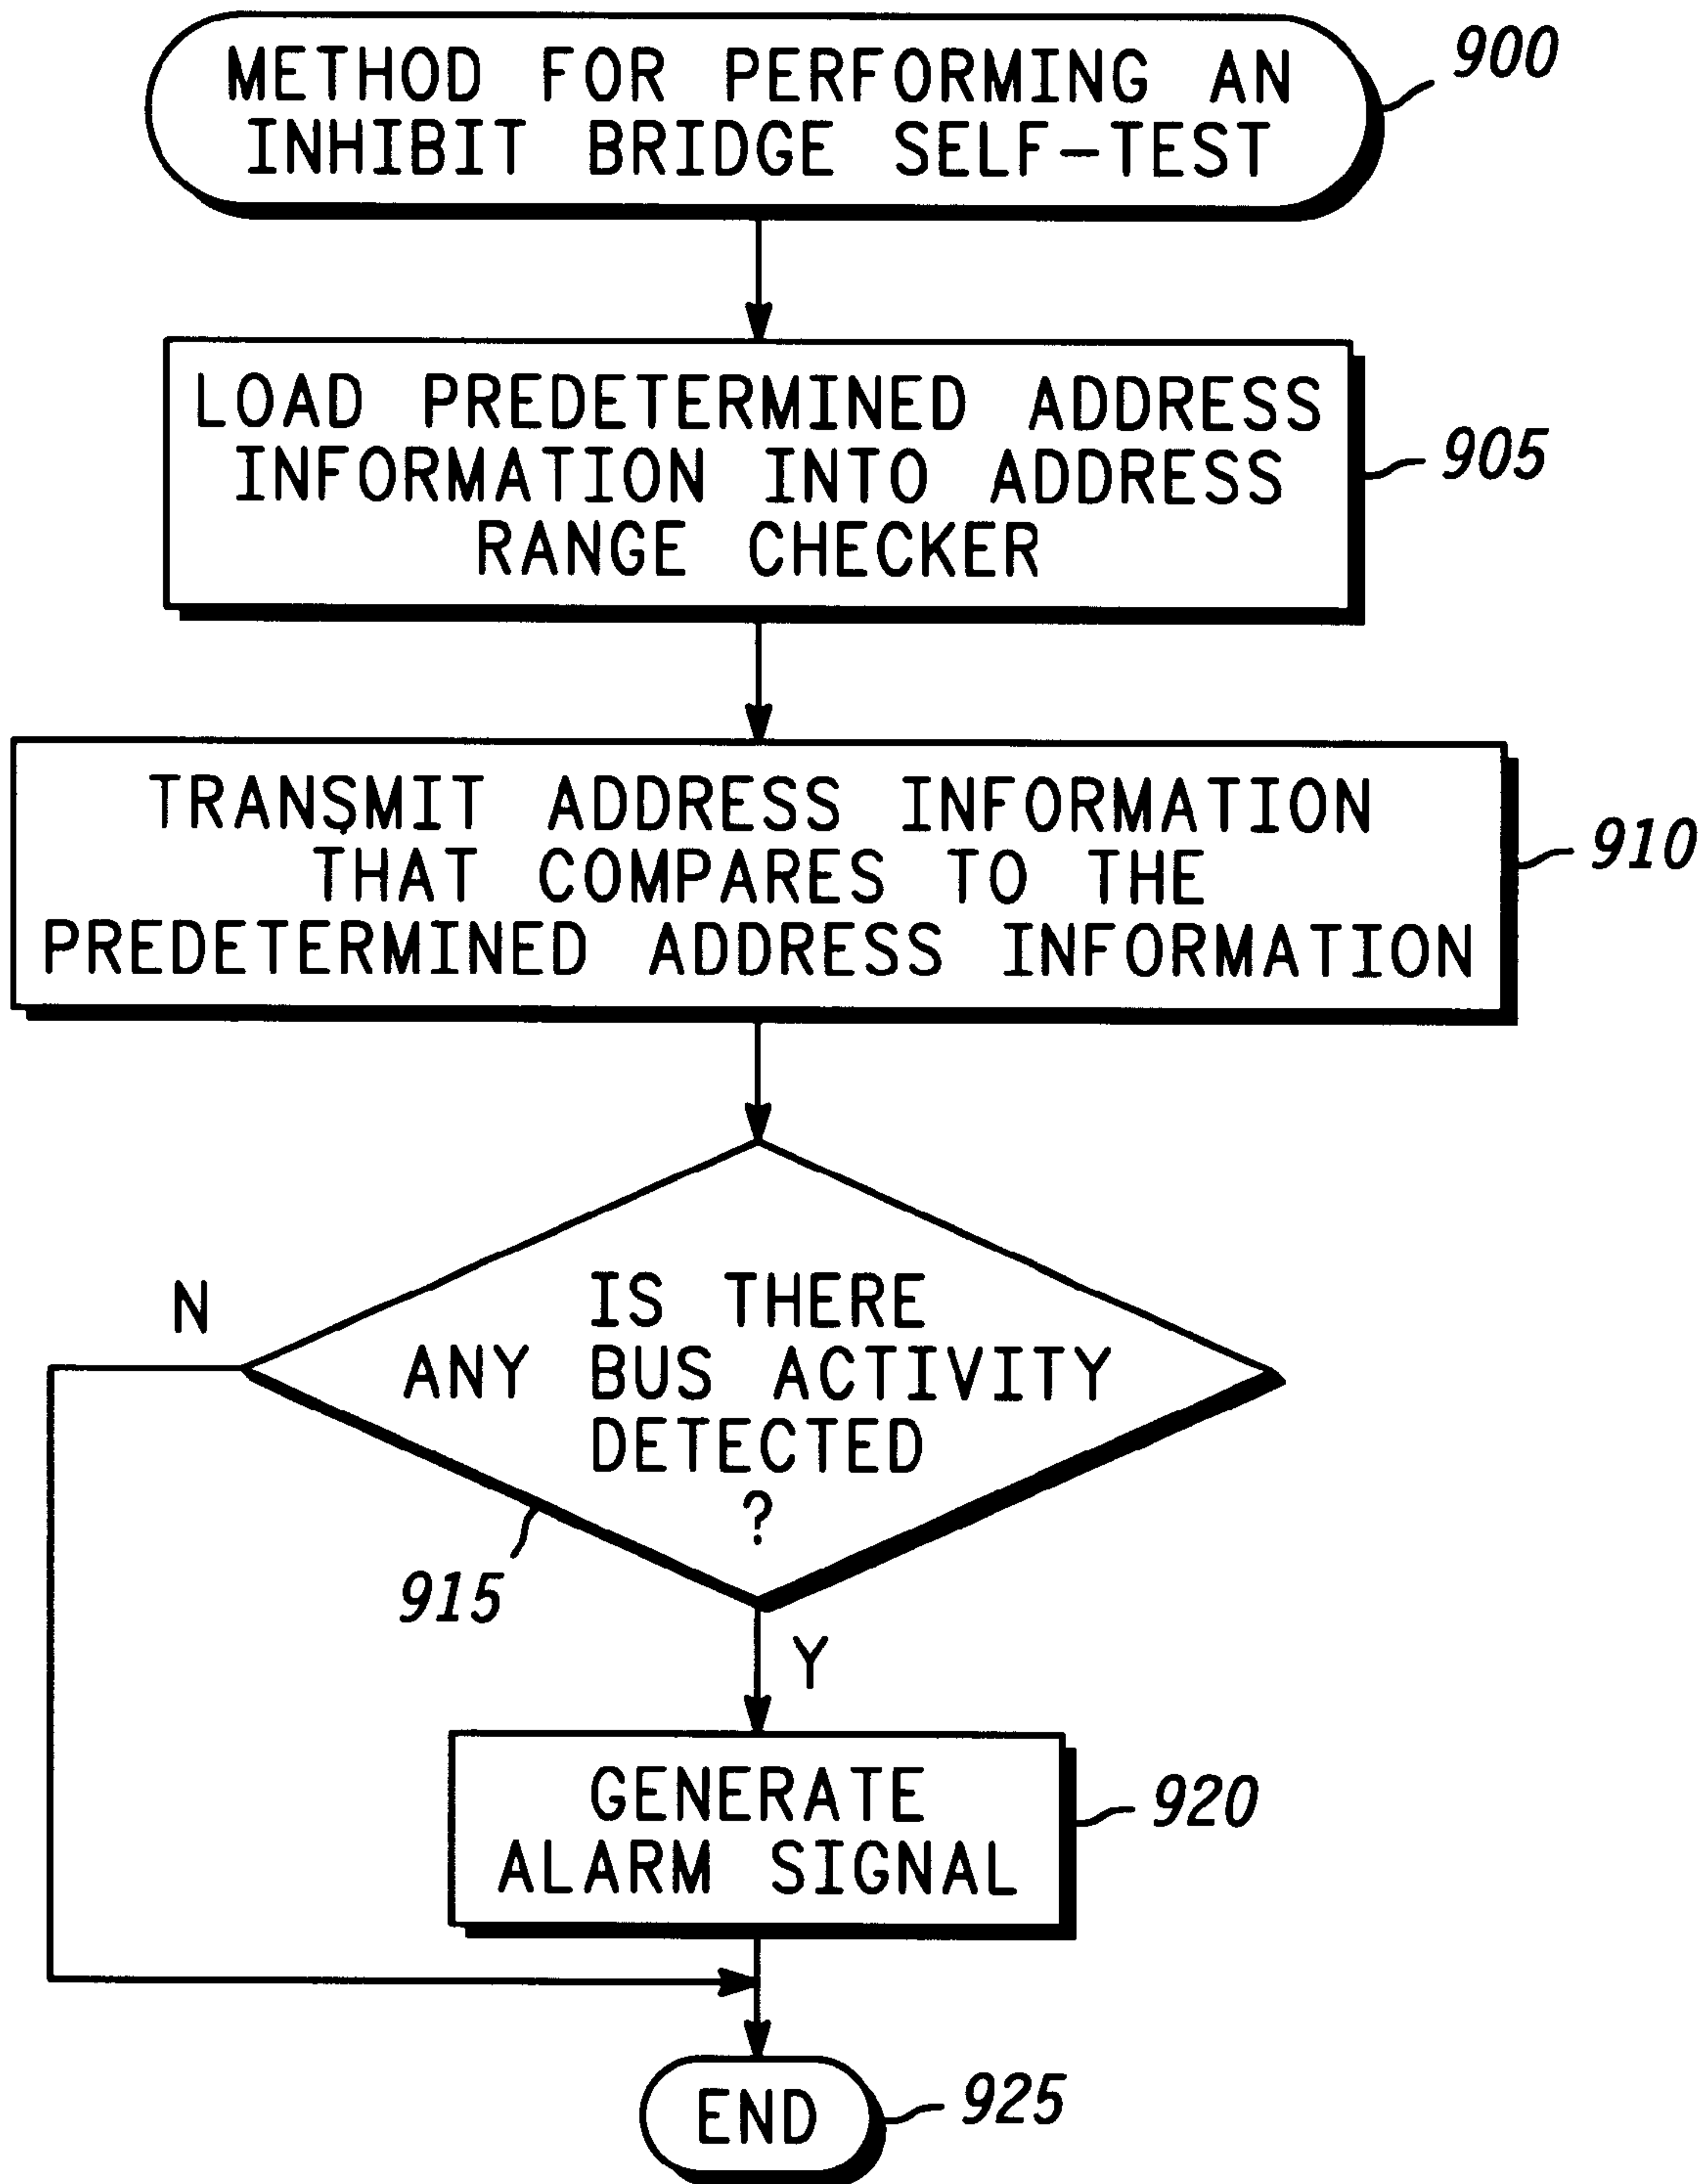 METHOD FOR PERFORMING AN
INHIBIT BRIDGE SELF-TEST
900
LOAD PREDETERMINED ADDRESS
INFORMATION INTO ADDRESS
RANGE CHECKER
905
TRANSMIT ADDRESS INFORMATION
THAT COMPARES TO THE
PREDETERMINED ADDRESS INFORMATION
910
N
IS THERE
ANY BUS ACTIVITY
DETECTED
?
915
Y
GENERATE
ALARM SIGNAL
920
END
925